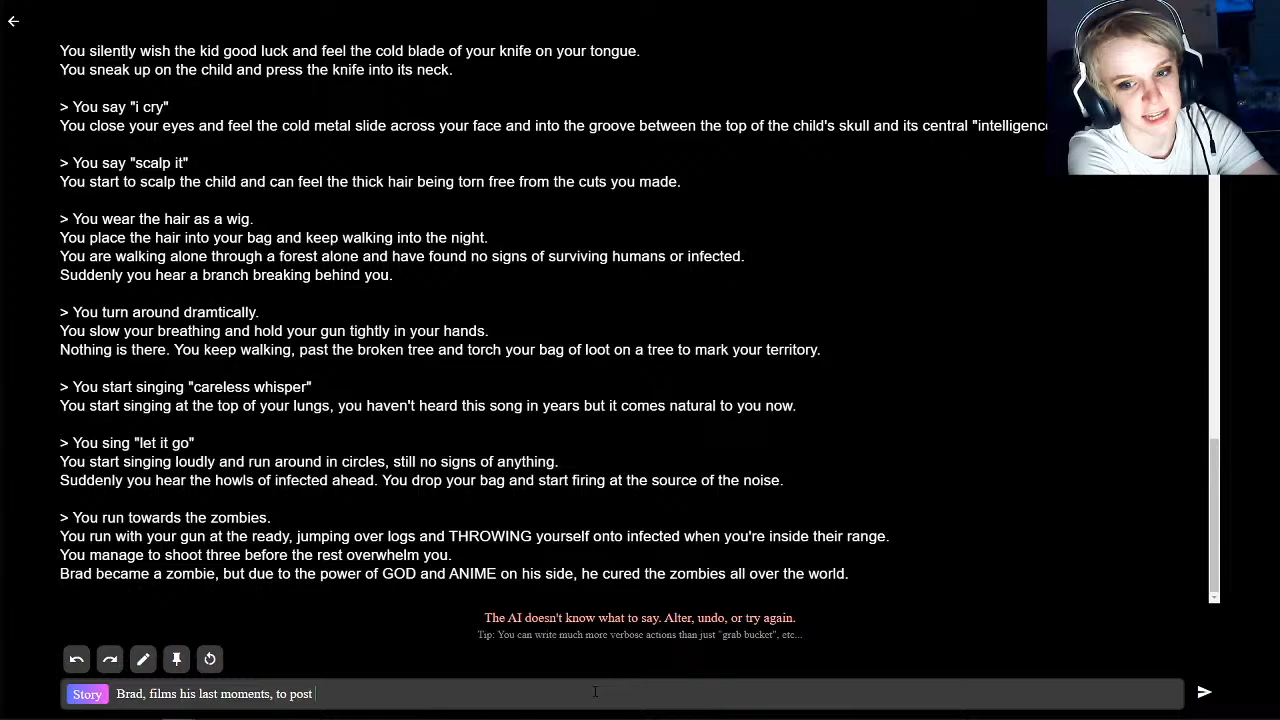 You silently wish the kid good luck and feel the cold blade of your knife on your tongue.
You sneak up on the child and press the knife into its neck.
> You say "i cry"
You close your eyes and feel the cold metal slide across your face and into the groove between the top of the child's skull and its central "intelligence
> You say "scalp it"
You start to scalp the child and can feel the thick hair being torn free from the cuts you made.
> You wear the hair as a wig.
You place the hair into your bag and keep walking into the night.
You are walking alone through a forest alone and have found no signs of surviving humans or infected.
Suddenly you hear a branch breaking behind you.
> You turn around dramtically.
You slow your breathing and hold your gun tightly in your hands.
Nothing is there. You keep walking, past the broken tree and torch your bag of loot on a tree to mark your territory.
> You start singing "careless whisper"
You start singing at the top of your lungs, you haven't heard this song in years but it comes natural to you now.
> You sing "let it go"
You start singing loudly and run around in circles, still no signs of anything.
Suddenly you hear the howls of infected ahead. You drop your bag and start firing at the source of the noise.
> You run towards the zombies.
You run with your gun at the ready, jumping over logs and THROWING yourself onto infected when you're inside their range.
You manage to shoot three before the rest overwhelm you.
Brad became a zombie, but due to the power of GOD and ANIME on his side, he cured the zombies all over the world.
The AI doesn't know what to say. Alter, undo, or try again.
Tip: You can write much more verbose actions than just "grab bucket", etc...
Story Brad, films his last moments, to post